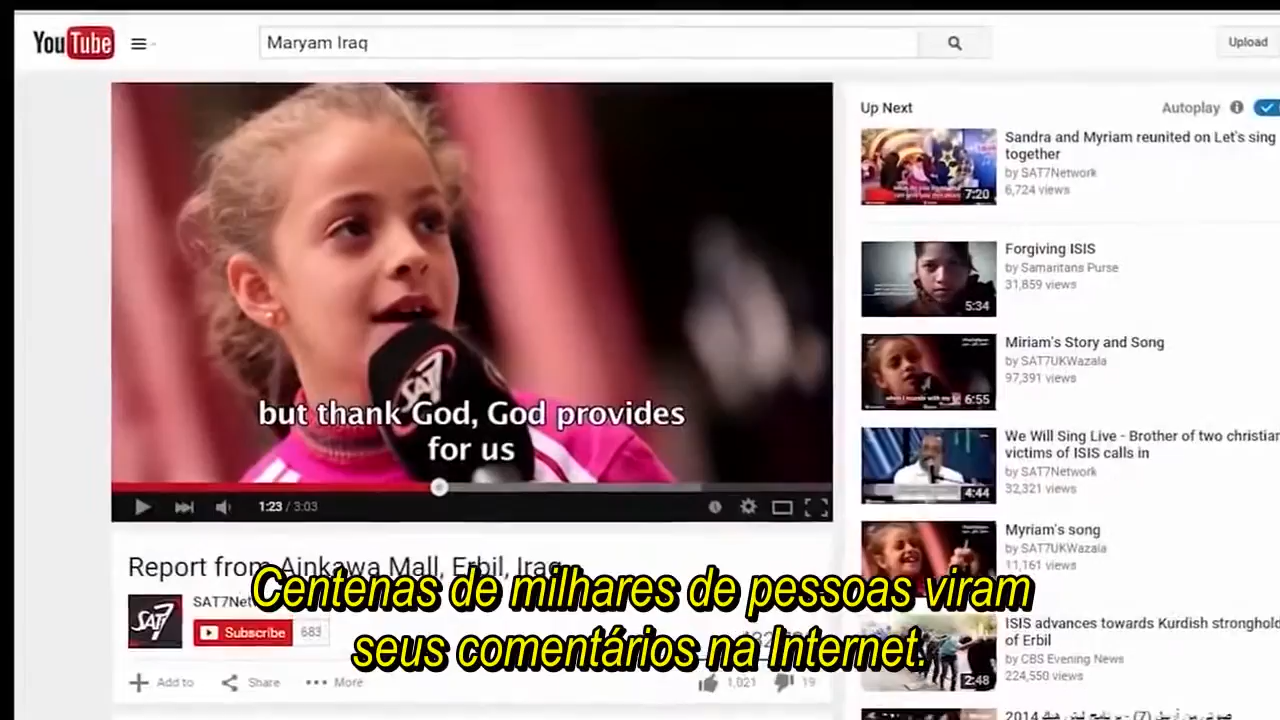 YouTube
Maryam Iraq
Upload
Up Next
Autoplay
SAT7
but thank God, God provides
for us
1:23 / 3:03
Report from Ainkawa Mall, Erbil, Iraq
SAT7
SAT7Net
Subscribe 683
Add to
Share
More
1,021
19
Centenas de milhares de pessoas viram
seus comentários na Internet.
7:20
Sandra and Myriam reunited on Let's sing
together
by SAT7Network
6,724 views
5:34
Forgiving ISIS
by Samaritans Purse
31,859 views
6:55
Miriam's Story and Song
by SAT7UKWazala
97,391 views
4:44
We Will Sing Live - Brother of two christian
victims of ISIS calls in
by SAT7Network
32,321 views
Myriam's song
by SAT7UKWazala
11,161 views
2:48
ISIS advances towards Kurdish stronghold
of Erbil
by CBS Evening News
224,550 views
2014